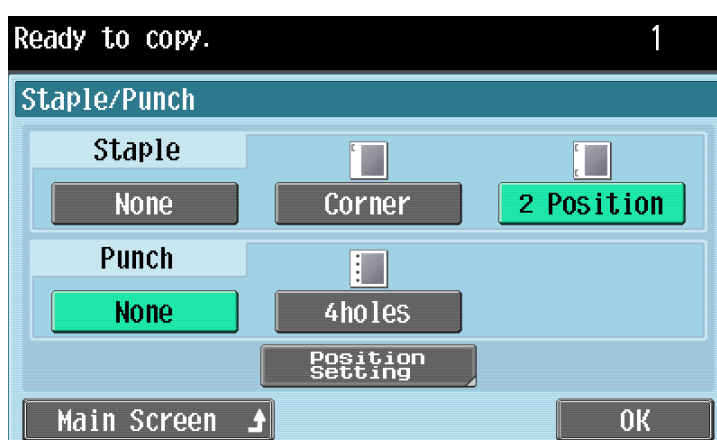 Ready to copy. 1
Staple/Punch
Staple
None Corner 2 Position
Punch
None 4holes
Position
Setting
Main Screen OK